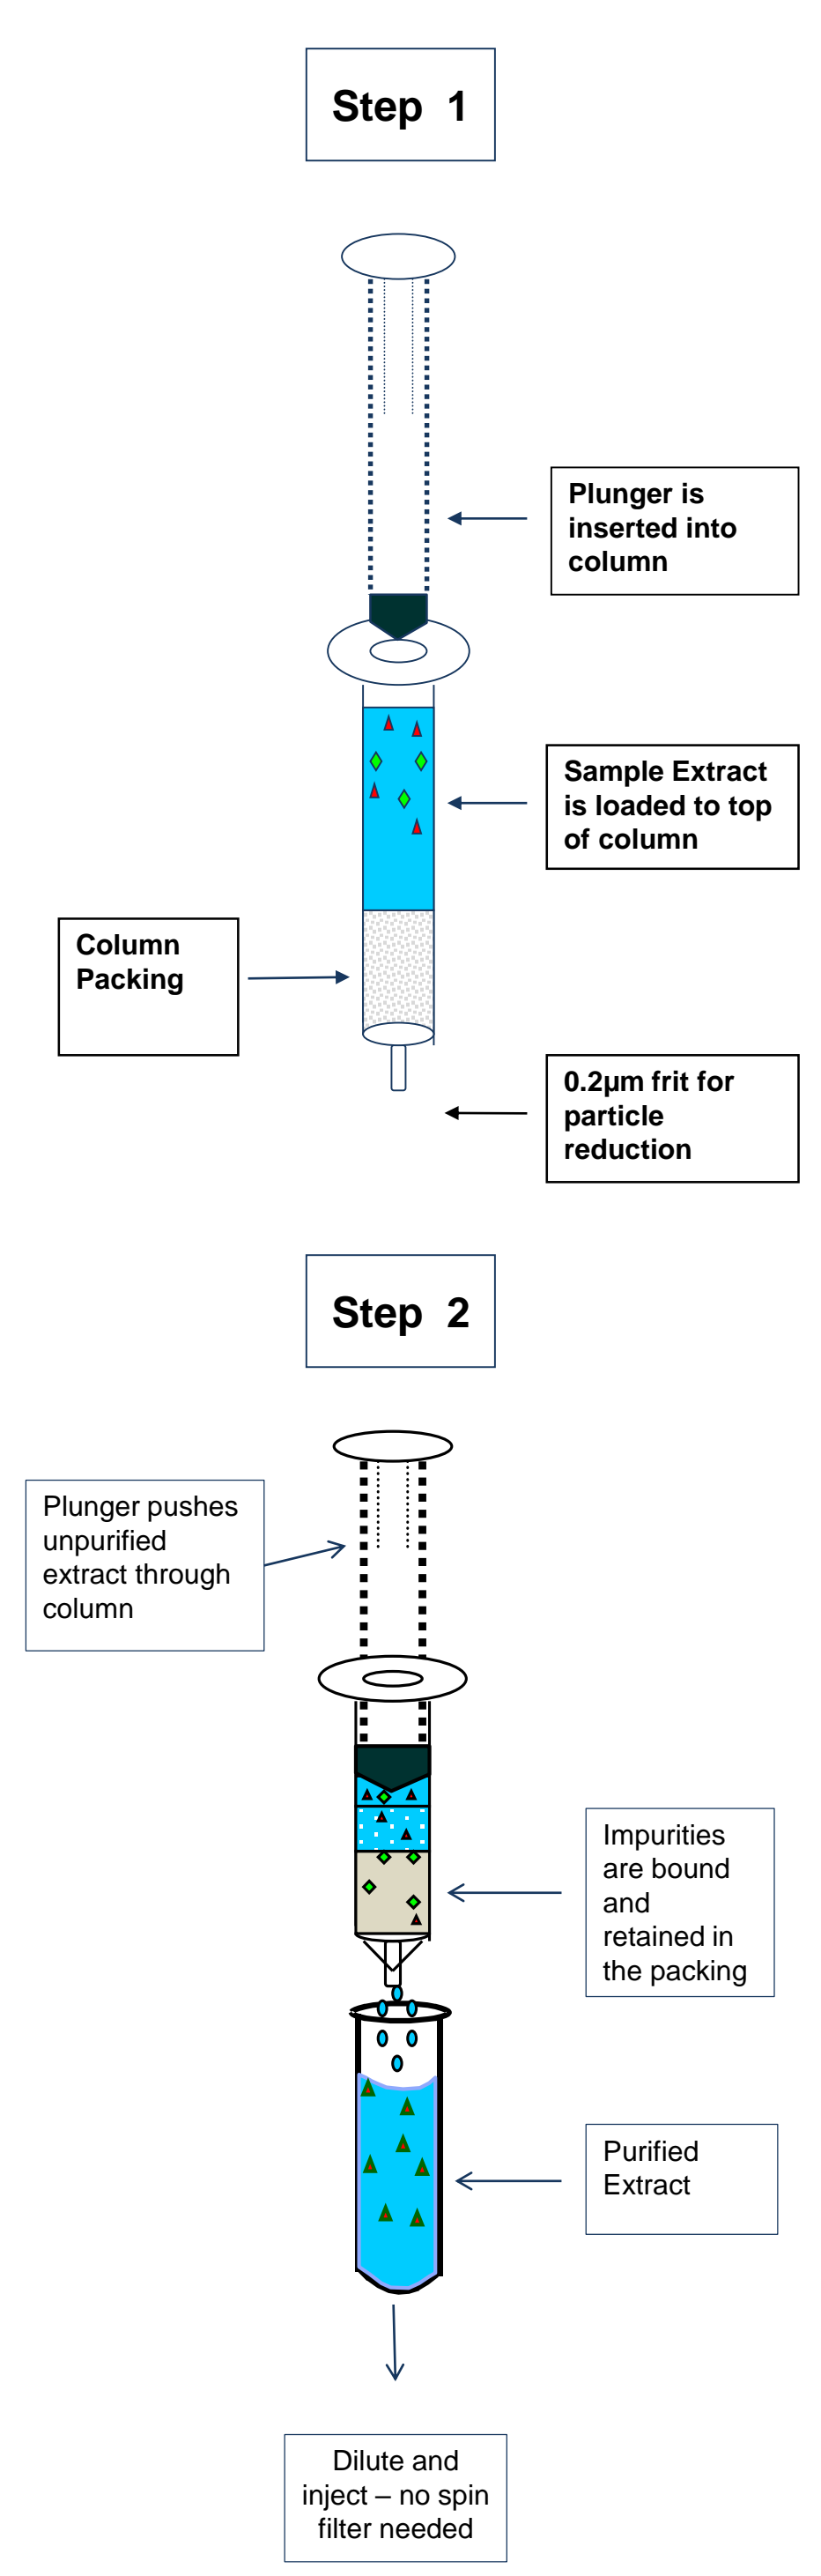 Step 1
Plunger is
inserted into
column
Sample Extract
is loaded to top
of column
Column
Packing
0.2µm frit for
particle
reduction
Step 2
Plunger pushes
unpurified
extract through
column
Impurities
are bound
and
retained in
the packing
Purified
Extract
Dilute and
inject – no spin
filter needed